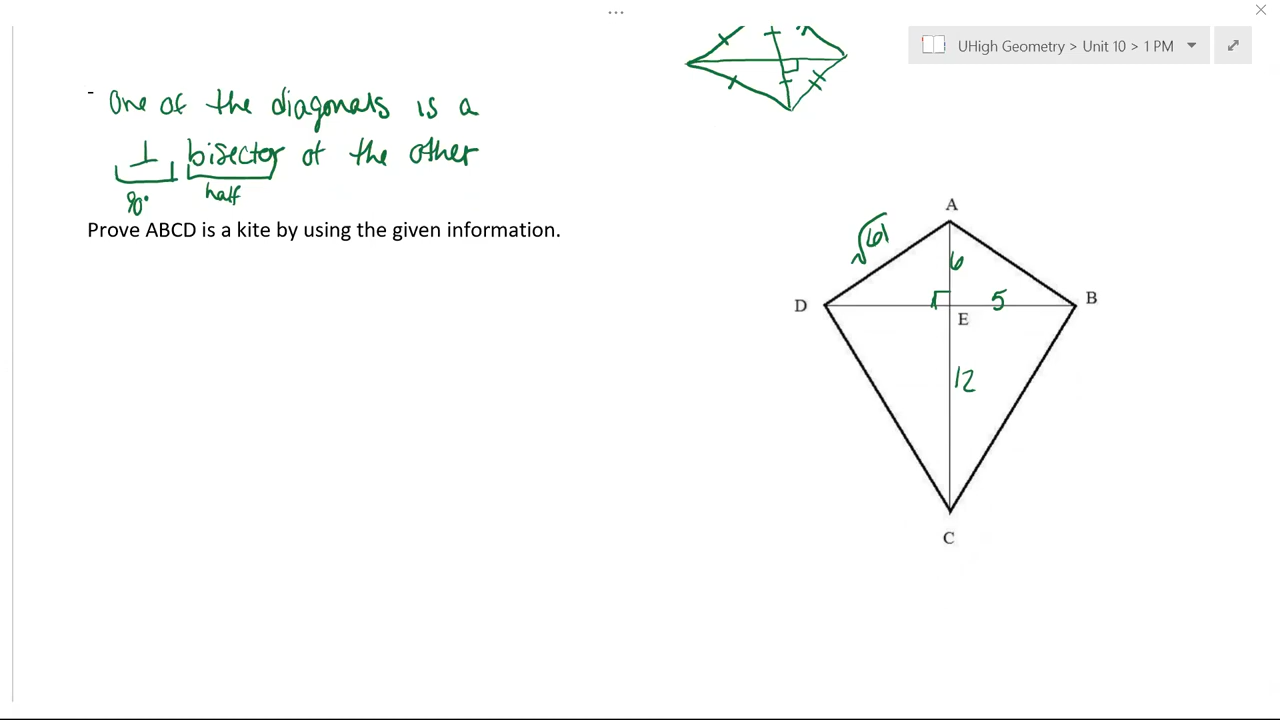 UHigh Geometry > Unit 10 > 1 PM
- One of the diagonals is a
⊥ bisector of the other
90° half
Prove ABCD is a kite by using the given information.
A
√61
6
D
5
B
E
12
C